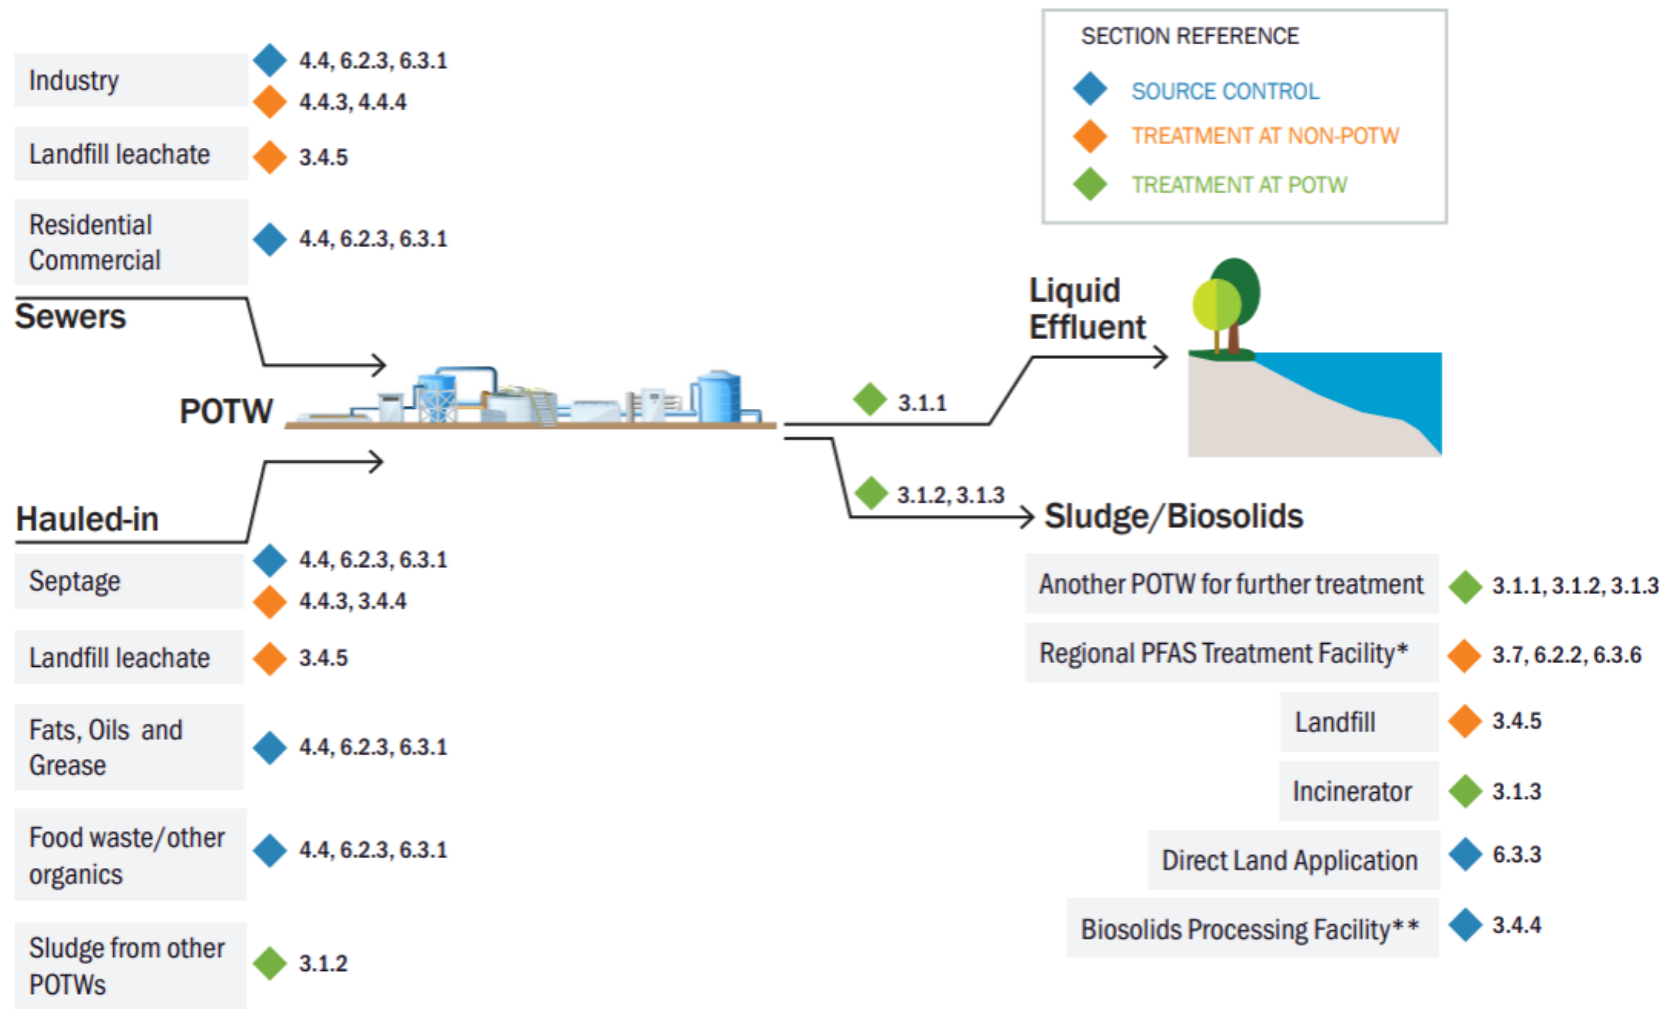 Industry
4.4, 6.2.3, 6.3.1
4.4.3, 4.4.4
Landfill leachate
3.4.5
Residential
Commercial
4.4, 6.2.3, 6.3.1
Sewers
POTW
Hauled-in
Septage
4.4, 6.2.3, 6.3.1
4.4.3, 3.4.4
Landfill leachate
3.4.5
Fats, Oils and
Grease
4.4, 6.2.3, 6.3.1
Food waste/other
organics
4.4, 6.2.3, 6.3.1
Sludge from other
POTWs
3.1.2
SECTION REFERENCE
SOURCE CONTROL
TREATMENT AT NON-POTW
TREATMENT AT POTW
3.1.1
Liquid
Effluent
3.1.2, 3.1.3
Sludge/Biosolids
Another POTW for further treatment
3.1.1, 3.1.2, 3.1.3
Regional PFAS Treatment Facility*
3.7, 6.2.2, 6.3.6
Landfill
3.4.5
Incinerator
3.1.3
Direct Land Application
6.3.3
Biosolids Processing Facility**
3.4.4